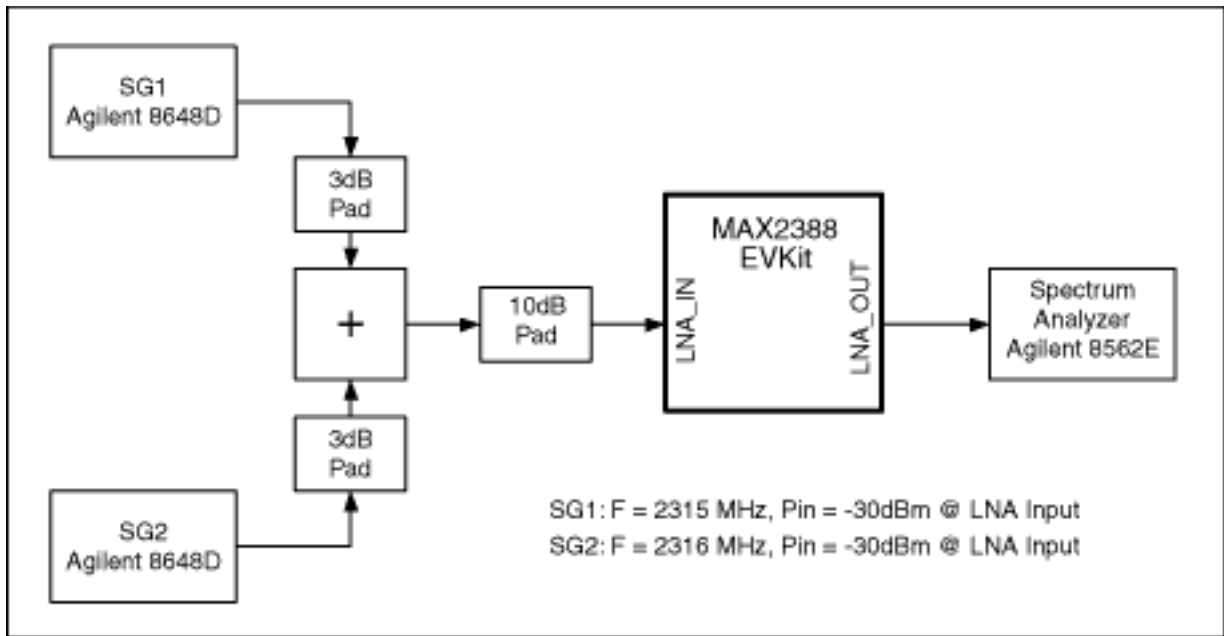 SG1
Agilent 8648D
3dB
Pad
+
10dB
Pad
MAX2388
EVKit
LNA_IN
LNA_OUT
Spectrum
Analyzer
Agilent 8562E
3dB
Pad
SG2
Agilent 8648D
SG1: F = 2315 MHz, Pin = -30dBm @ LNA Input
SG2: F = 2316 MHz, Pin = -30dBm @ LNA Input